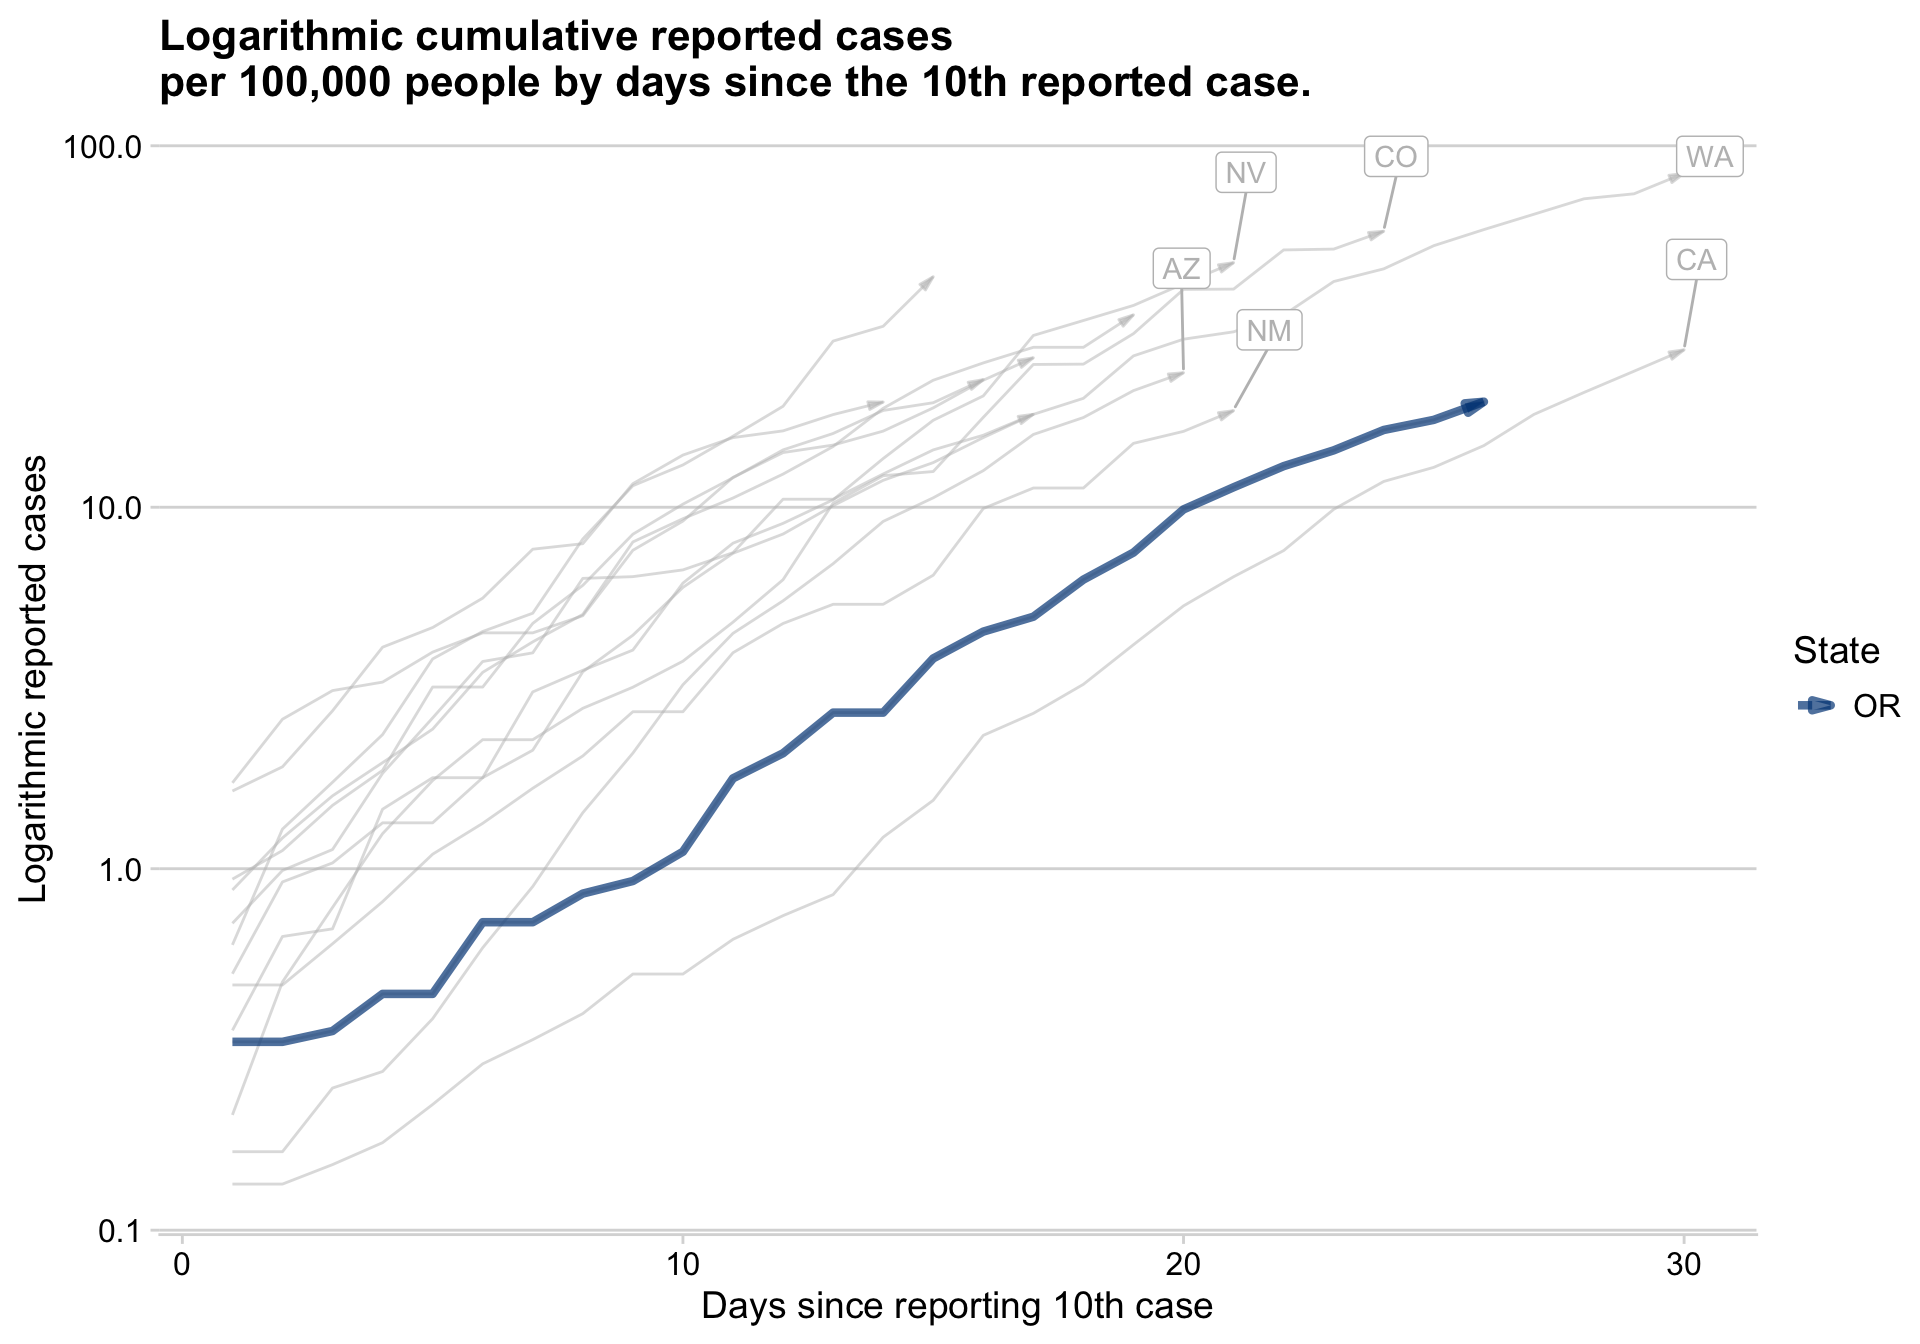 Logarithmic cumulative reported cases
per 100,000 people by days since the 10th reported case.
100.0
10.0
1.0
0.1
Logarithmic reported cases
NV
CO
WA
AZ
CA
NM
State
OR
0
10
20
30
Days since reporting 10th case